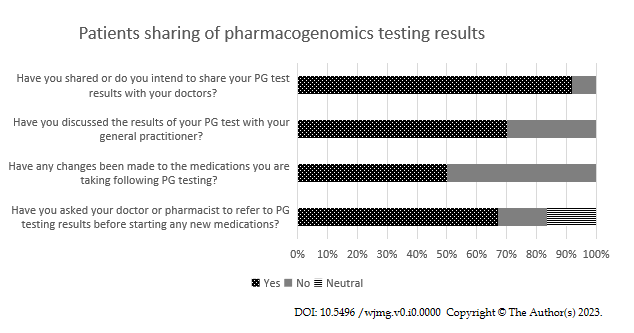 Patients sharing of pharmacogenomics testing results
Have you shared or do you intend to share your PG test
results with your doctors?
Have you discussed the results of your PG test with your
general practitioner?
Have any changes been made to the medications you are
taking following PG testing?
Have you asked your doctor or pharmacist to refer to PG
testing results before starting any new medications?
0% 10% 20% 30% 40% 50% 60% 70% 80% 90% 100%
Yes No Neutral
DOI: 10.5496 /wjmg.v0.i0.0000 Copyright © The Author(s) 2023.